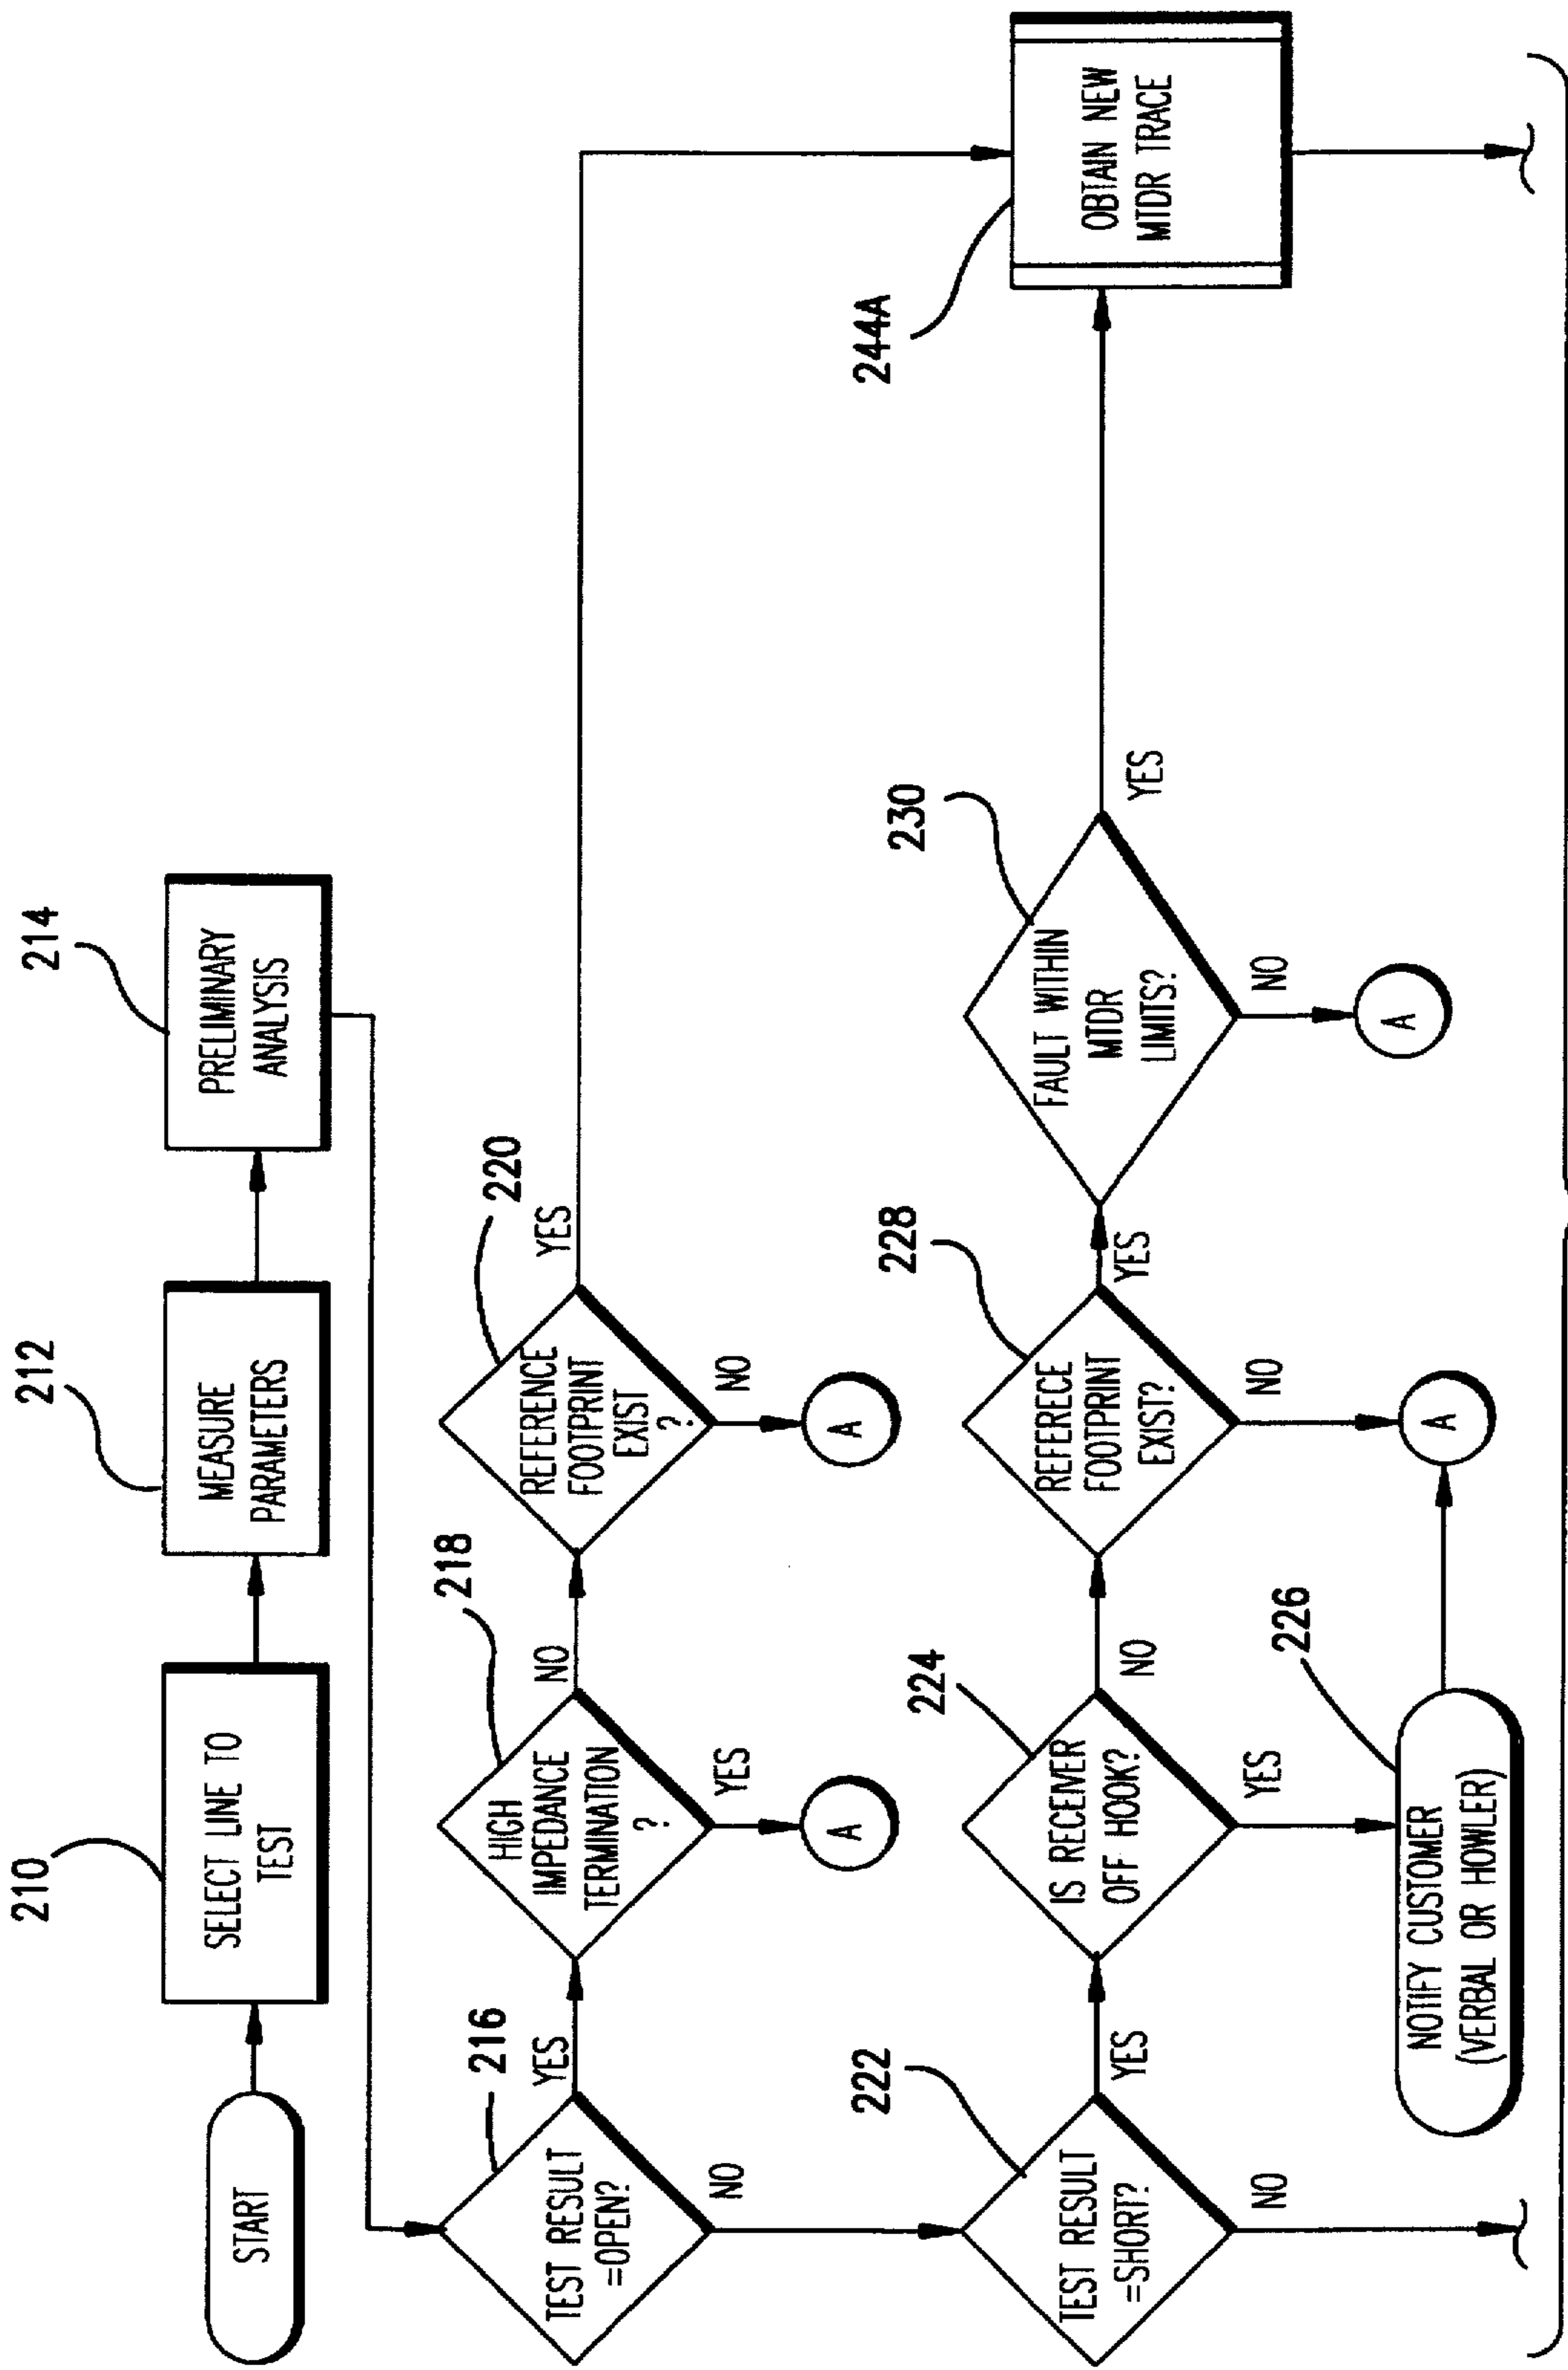 START
210
SELECT LINE TO
TEST
212
MEASURE
PARAMETERS
214
PRELIMINARY
ANALYSIS
216
TEST RESULT
=OPEN?
YES
NO
218
HIGH
IMPEDANCE
TERMINATION
?
NO
YES
A
220
REFERENCE
FOOTPRINT
EXIST
?
YES
NO
A
222
TEST RESULT
=SHORT?
YES
NO
224
IS RECEIVER
OFF HOOK?
NO
YES
226
NOTIFY CUSTOMER
(VERBAL OR HOWLER)
228
REFERECE
FOOTPRINT
EXIST?
YES
NO
A
230
FAULT WITHIN
MTDR
LIMITS?
YES
NO
A
244A
OBTAIN NEW
MTDR TRACE